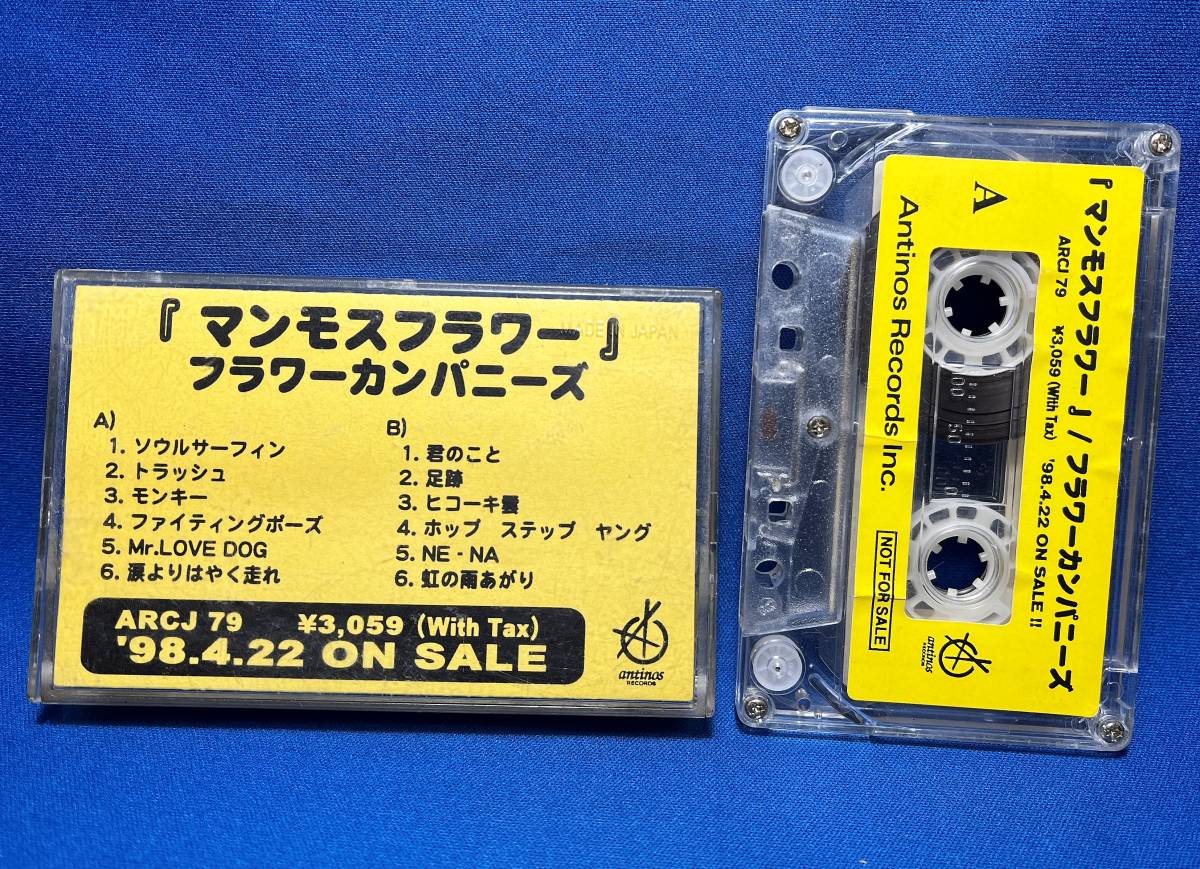 『 マンモスフラワー 』
MADE IN JAPAN
フラワーカンパニーズ
A)
1. ソウルサーフィン
2. トラッシュ
3. モンキー
4. ファイティングポーズ
5. Mr.LOVE DOG
6. 涙よりはやく走れ
B)
1. 君のこと
2. 足跡
3. ヒコーキ雲
4. ホップ ステップ ヤング
5. NE - NA
6. 虹の雨あがり
ARCJ 79 ¥3,059 (With Tax)
'98.4.22 ON SALE
antinos
RECORDS
『 マンモスフラワー 』 / フラワーカンパニーズ
ARCJ 79 ¥3,059 (With Tax) '98.4.22 ON SALE !!
A
100 50 0
Antinos Records Inc.
NOT FOR SALE
antinos
RECORDS